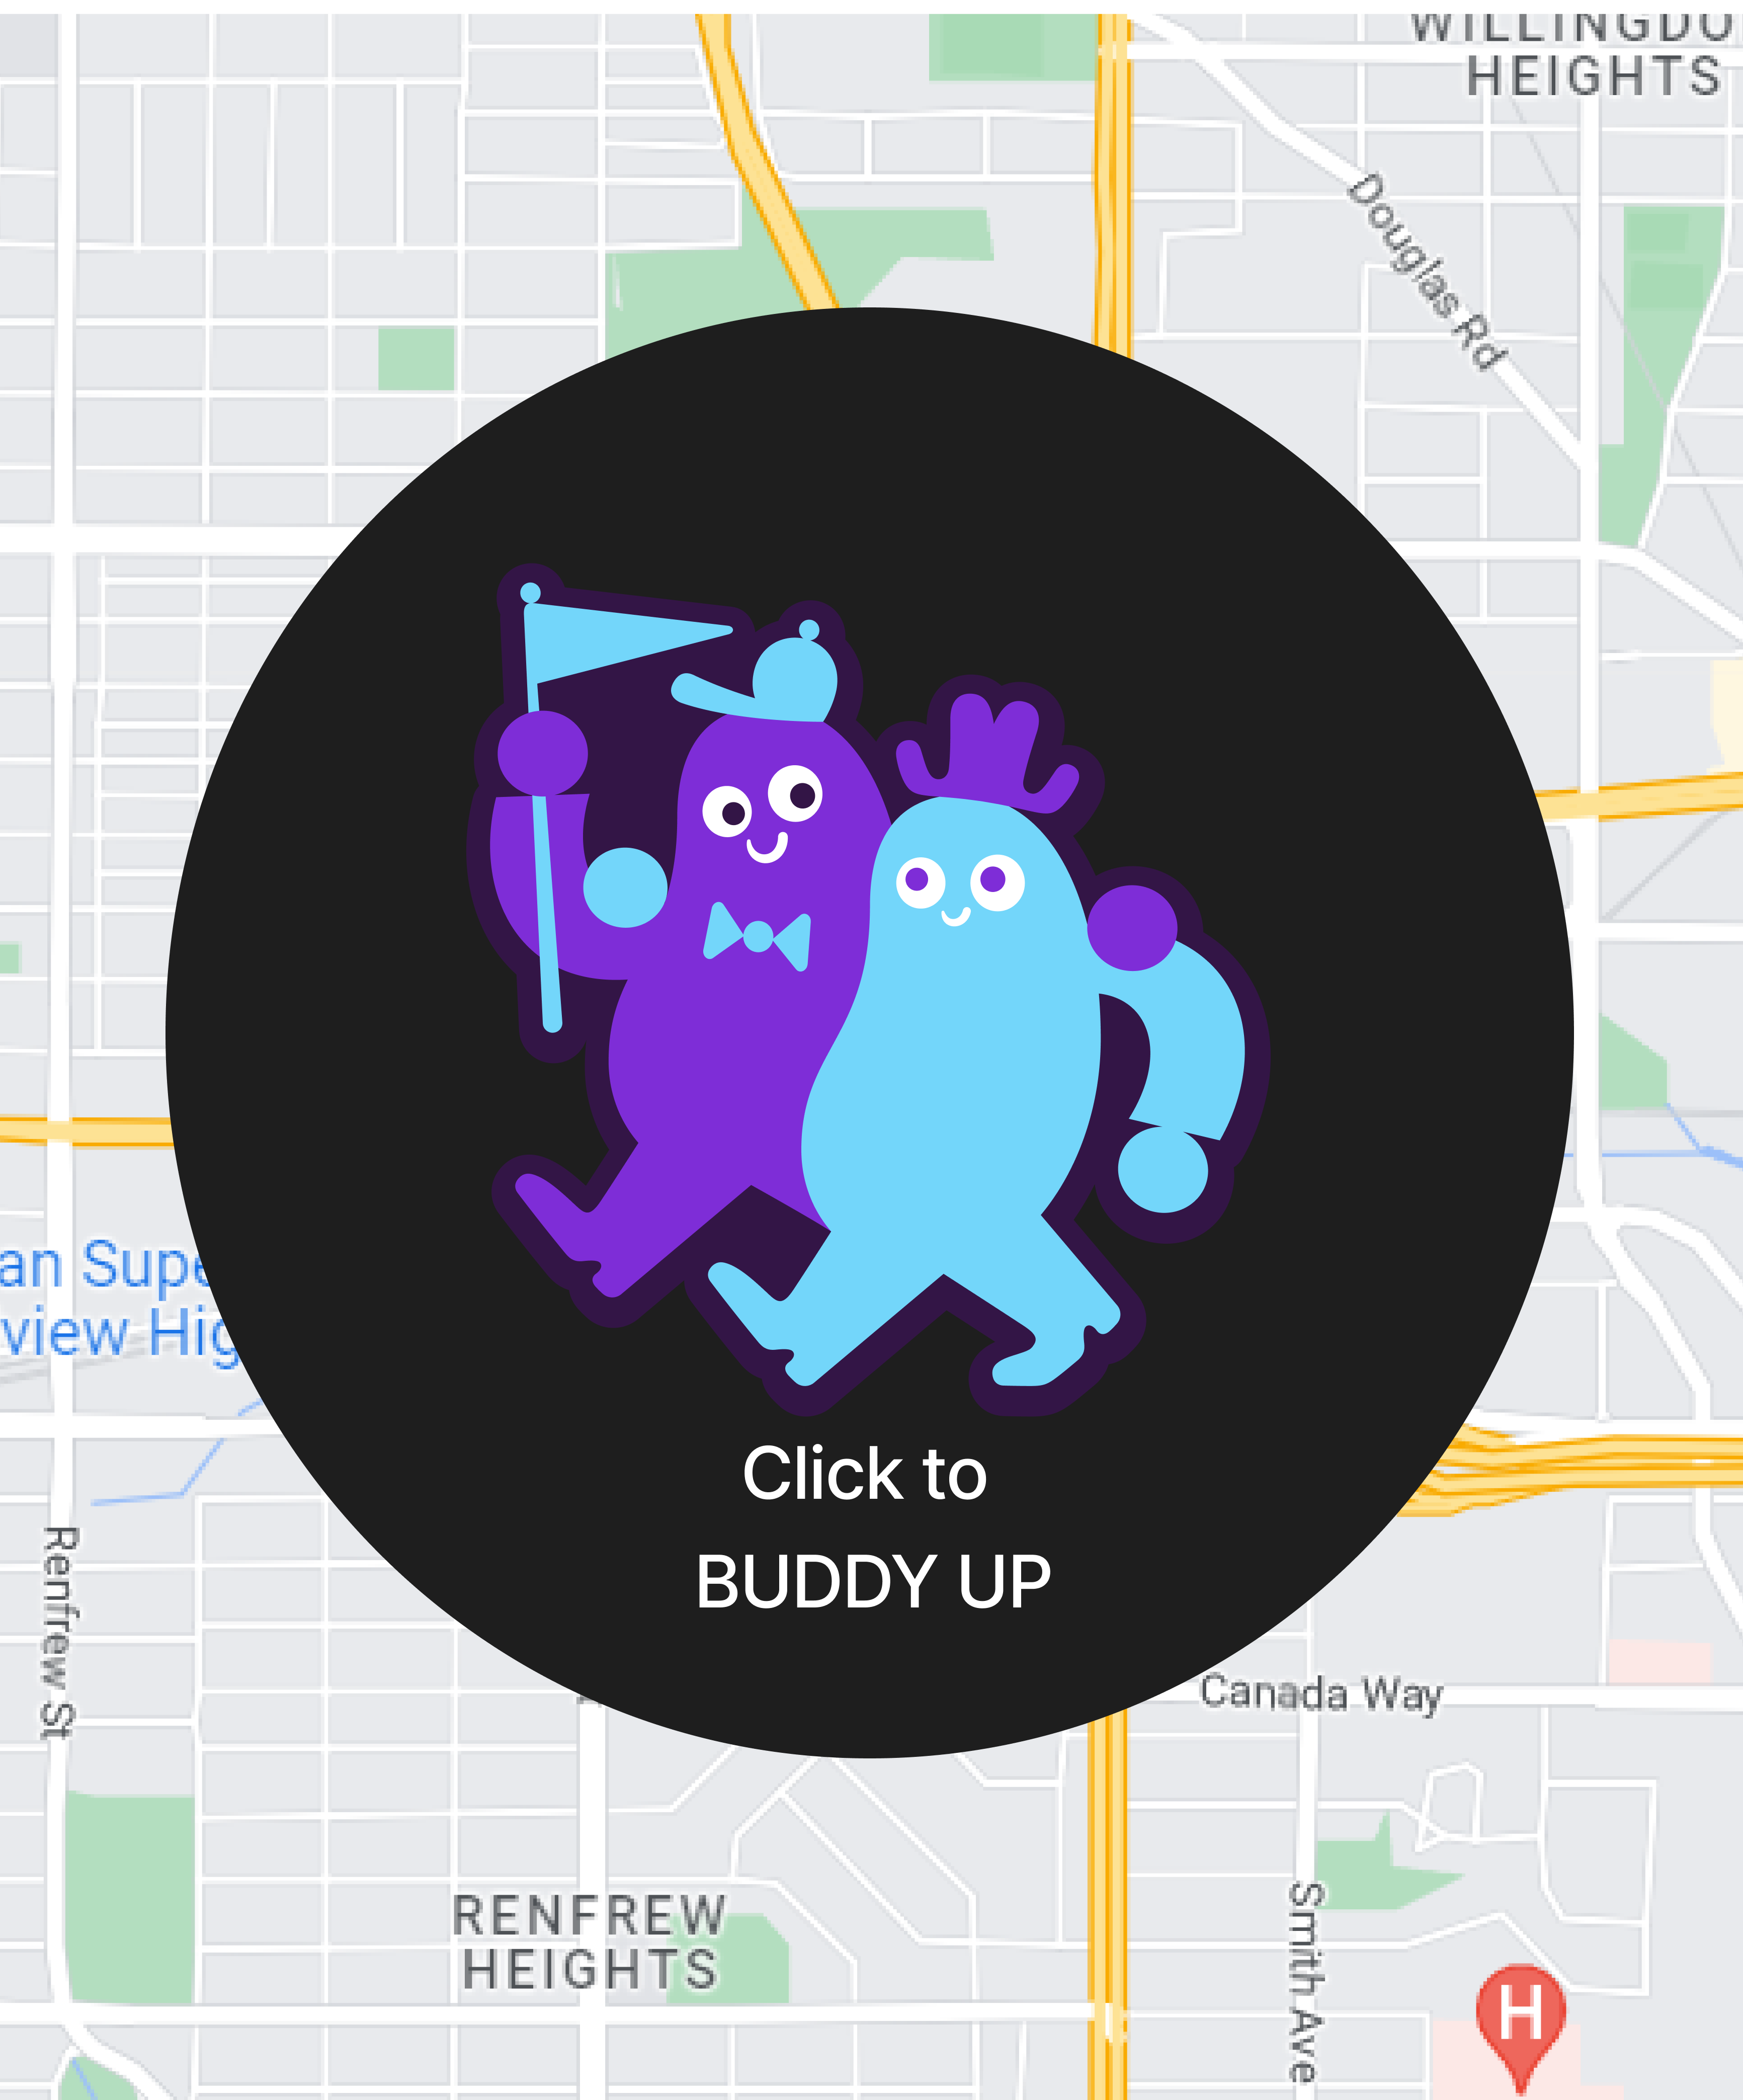 WILLINGDO
HEIGHTS
Douglas Rd
an Supe
view Hig
Click to
BUDDY UP
Renfrew St
Canada Way
RENFREW
HEIGHTS
Smith Ave
H